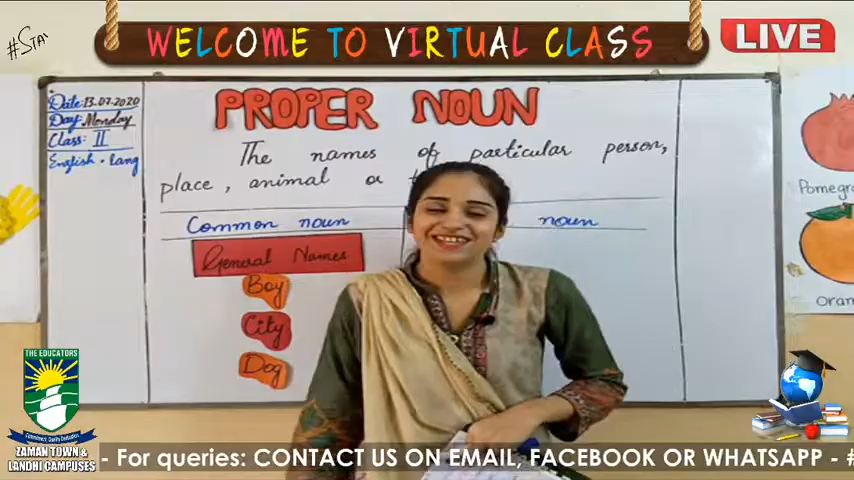 #STA
WELCOME TO VIRTUAL CLASS
LIVE
Date: 13.07.2020
Day: Monday
Class: II
English . lang
PROPER NOUN
The names of particular person,
place, animal or
Common noun
noun
General Names
Boy
City
Dog
Pomegr
Oran
THE EDUCATORS
ZAMAN TOWN &
LANDHI CAMPUSES
- For queries: CONTACT US ON EMAIL, FACEBOOK OR WHATSAPP - #